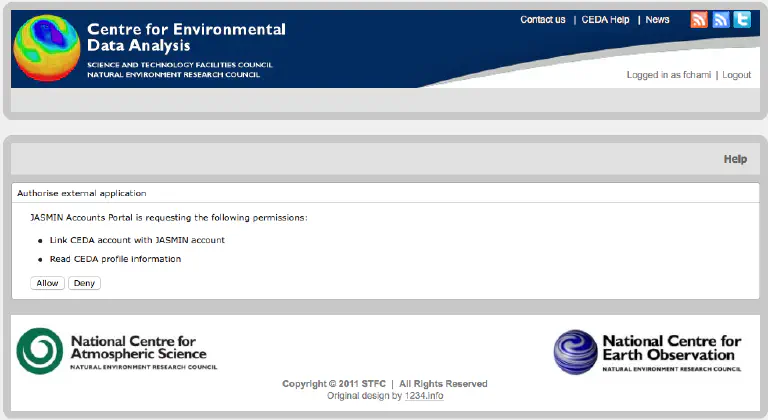 Centre for Environmental
Data Analysis
SCIENCE AND TECHNOLOGY FACILITIES COUNCIL
NATURAL ENVIRONMENT RESEARCH COUNCIL
Contact us | CEDA Help | News
Logged in as fchami | Logout
Help
Authorise external application
JASMIN Accounts Portal is requesting the following permissions:
• Link CEDA account with JASMIN account
• Read CEDA profile information
Allow Deny
National Centre for
Atmospheric Science
NATURAL ENVIRONMENT RESEARCH COUNCIL
National Centre for
Earth Observation
NATURAL ENVIRONMENT RESEARCH COUNCIL
Copyright © 2011 STFC | All Rights Reserved
Original design by 1234.info